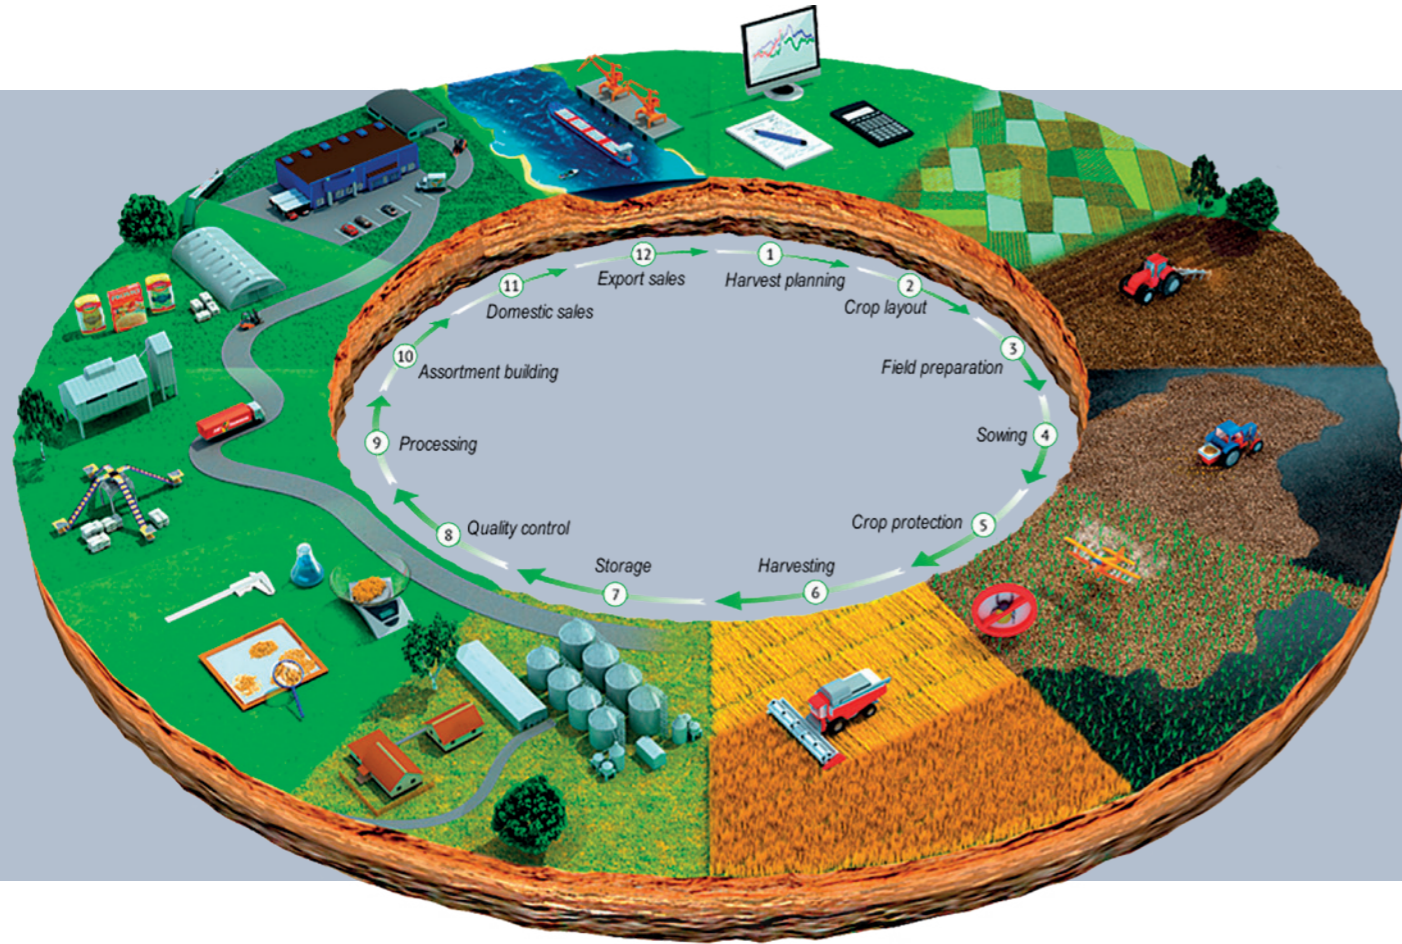 1
Harvest planning
2
Crop layout
3
Field preparation
4
Sowing
5
Crop protection
6
Harvesting
7
Storage
8
Quality control
9
Processing
10
Assortment building
11
Domestic sales
12
Export sales